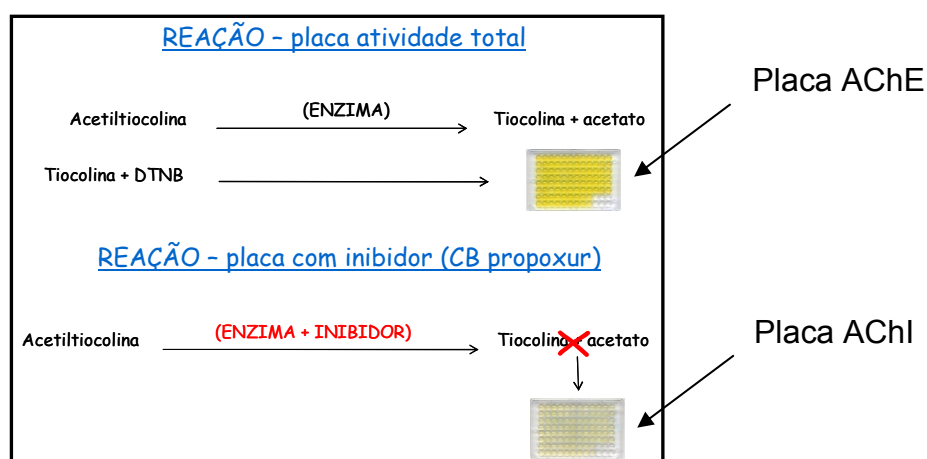 REAÇÃO – placa atividade total
Placa AChE
Acetiltiocolina
(ENZIMA)
Tiocolina + acetato
Tiocolina + DTNB
REAÇÃO – placa com inibidor (CB propoxur)
Acetiltiocolina
(ENZIMA + INIBIDOR)
Tiocolina + acetato
Placa AChI